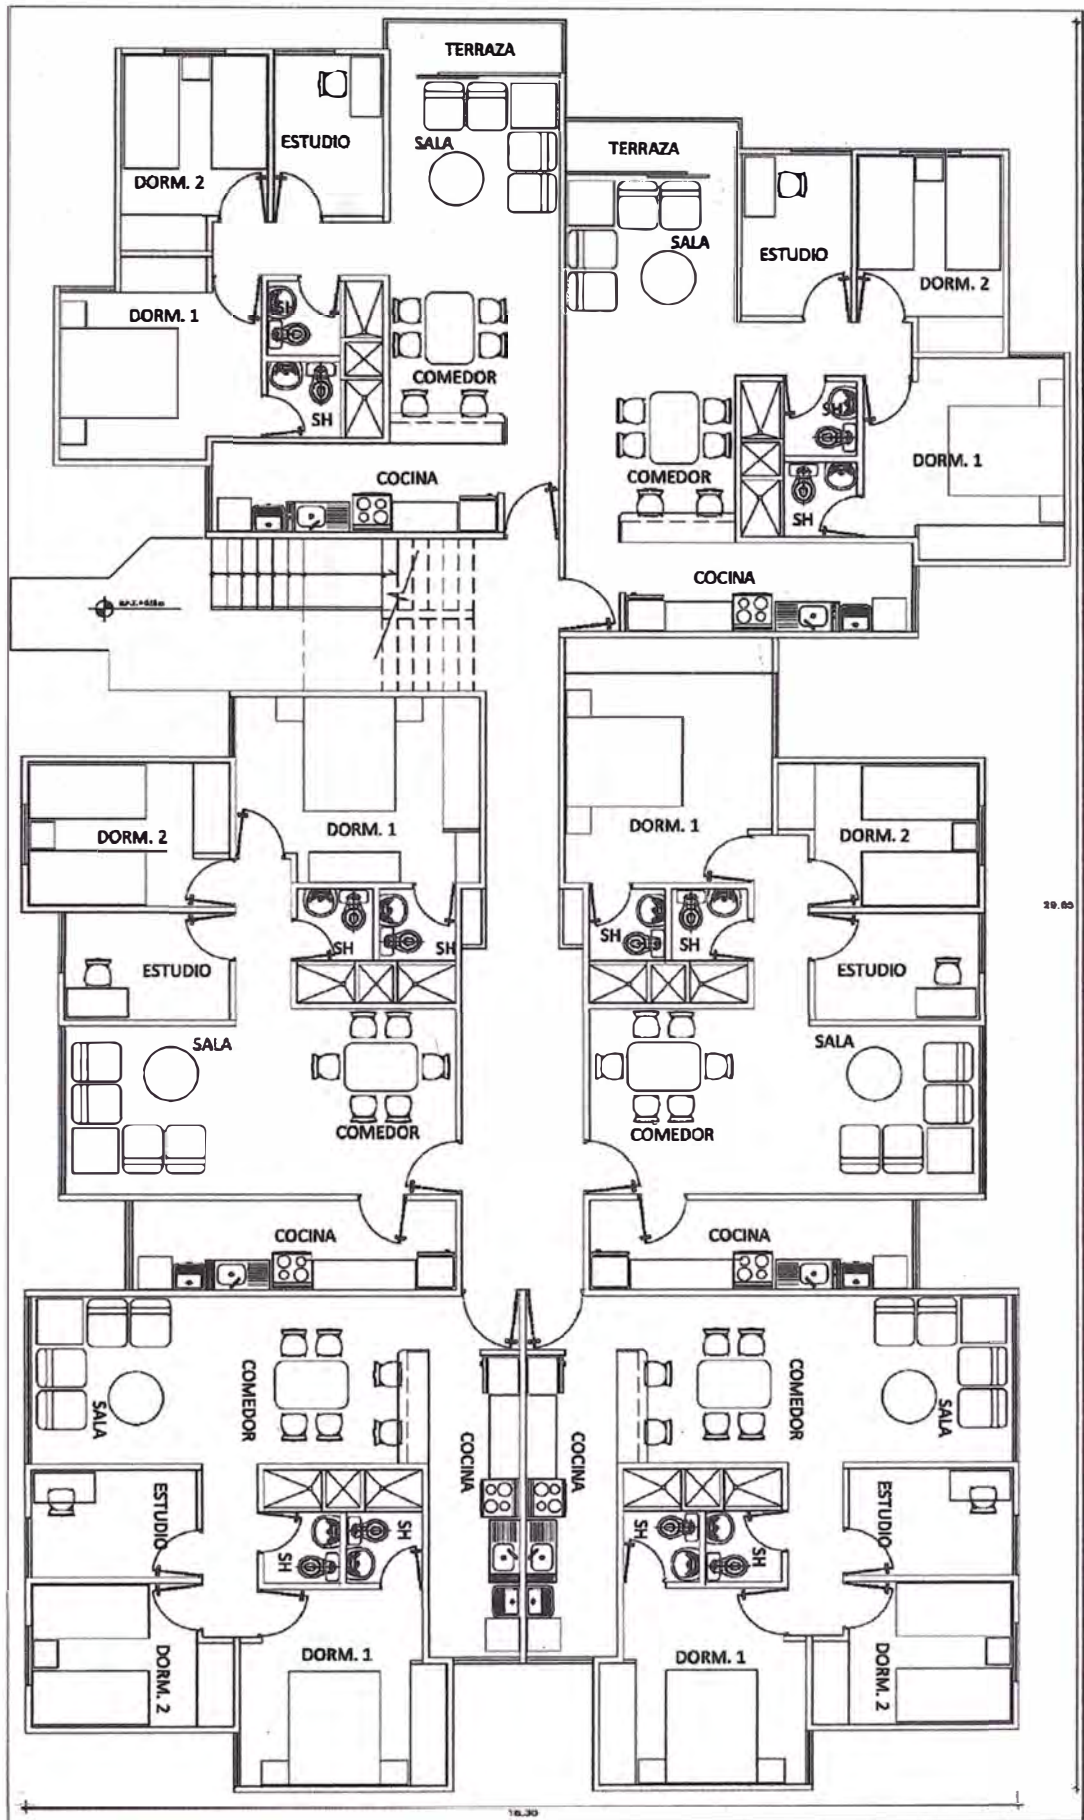 TERRAZA
ESTUDIO
SALA
DORM. 2
TERRAZA
SALA
ESTUDIO
DORM. 2
DORM. 1
SH
COMEDOR
SH
SH
DORM. 1
COCINA
COMEDOR
SH
COCINA
DORM. 1
DORM. 2
DORM. 1
DORM. 2
29.65
SH
SH
SH
SH
ESTUDIO
ESTUDIO
SALA
SALA
COMEDOR
COMEDOR
COCINA
COCINA
COMEDOR
COMEDOR
SALA
SALA
COCINA
COCINA
ESTUDIO
ESTUDIO
SH
SH
SH
SH
DORM. 1
DORM. 1
DORM. 2
DORM. 2
16.30